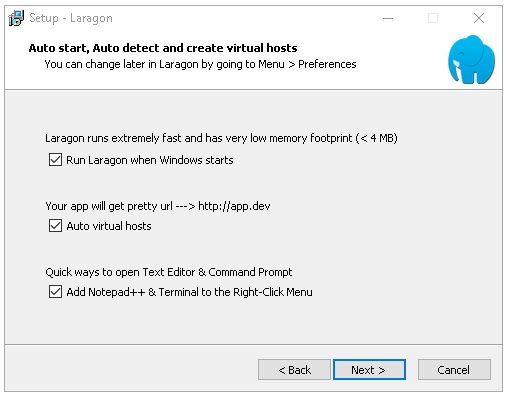 Setup - Laragon
Auto start, Auto detect and create virtual hosts
You can change later in Laragon by going to Menu > Preferences
Laragon runs extremely fast and has very low memory footprint (< 4 MB)
Run Laragon when Windows starts
Your app will get pretty url ---> http://app.dev
Auto virtual hosts
Quick ways to open Text Editor & Command Prompt
Add Notepad++ & Terminal to the Right-Click Menu
< Back Next > Cancel